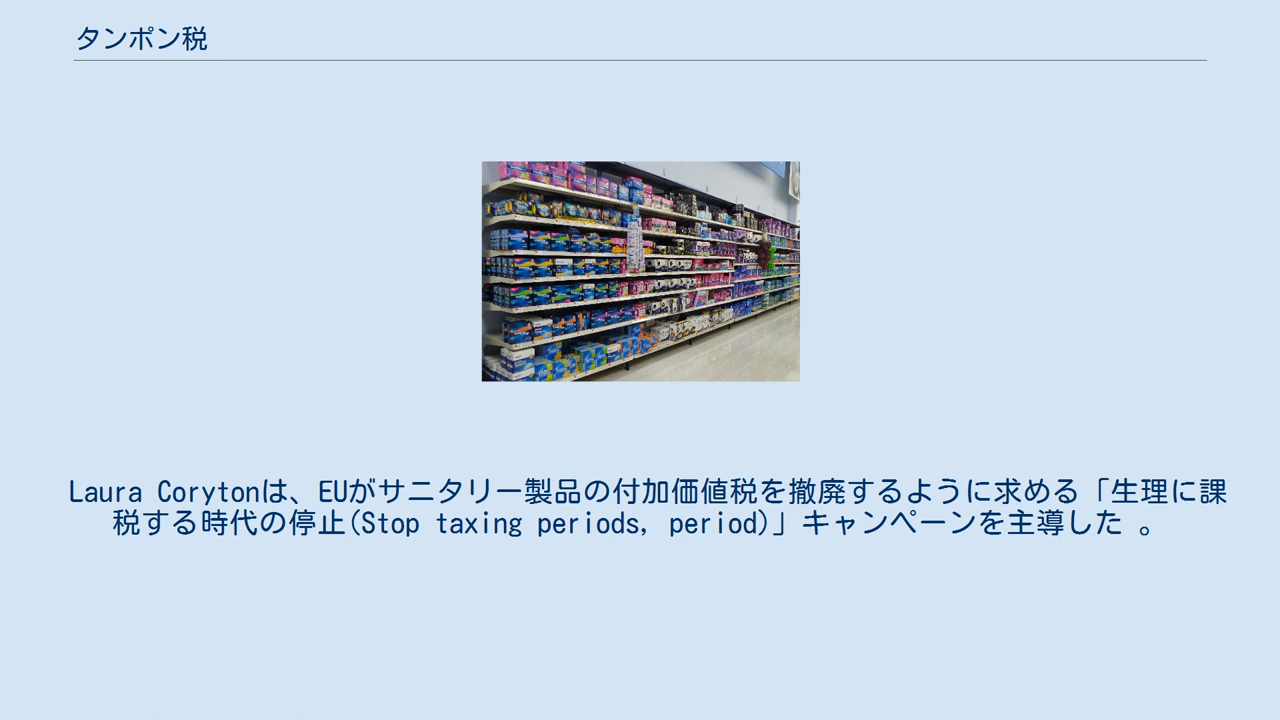 タンポン税
Laura Corytonは、EUがサニタリー製品の付加価値税を撤廃するように求める「生理に課
税する時代の停止(Stop taxing periods, period)」キャンペーンを主導した 。